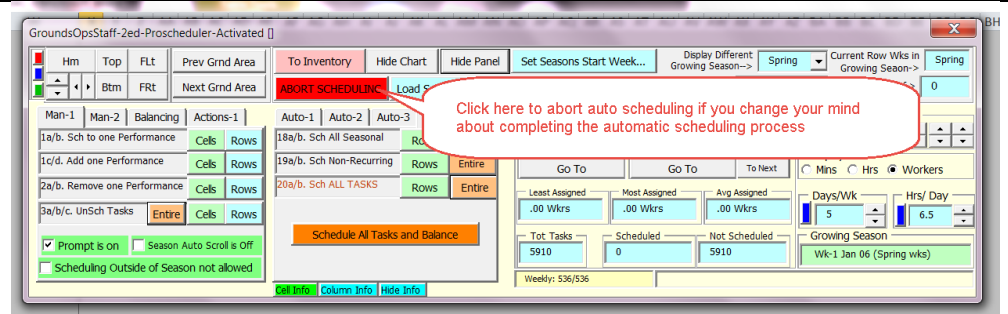 BH
GroundsOpsStaff-2ed-Proscheduler-Activated []
X
Hm Top FLt Prev Grnd Area To Inventory Hide Chart Hide Panel Set Seasons Start Week... Display Different Growing Season--> Spring Current Row Wks in Growing Seaon-> Spring
Btm FRt Next Grnd Area ABORT SCHEDULING Load S 0
Click here to abort auto scheduling if you change your mind
about completing the automatic scheduling process
Man-1 Man-2 Balancing Actions-1 Auto-1 Auto-2 Auto-3
1a/b. Sch to one Performance Cells Rows 18a/b. Sch All Seasonal
1c/d. Add one Performance Cells Rows 19a/b. Sch Non-Recurring Rows Entire Go To Go To To Next Mins Hrs Workers
2a/b. Remove one Performance Cells Rows 20a/b. Sch ALL TASKS Rows Entire
Least Assigned Most Assigned Avg Assigned Days/Wk Hrs/ Day
3a/b/c. UnSch Tasks Entire Cels Rows .00 Wkrs .00 Wkrs .00 Wkrs 5 6.5
Schedule All Tasks and Balance
Tot Tasks Scheduled Not Scheduled Growing Season
Prompt is on Season Auto Scroll is Off 5910 0 5910 Wk-1 Jan 06 (Spring wks)
Scheduling Outside of Season not allowed
Weekly: 536/536
Cell Info Column Info Hide Info